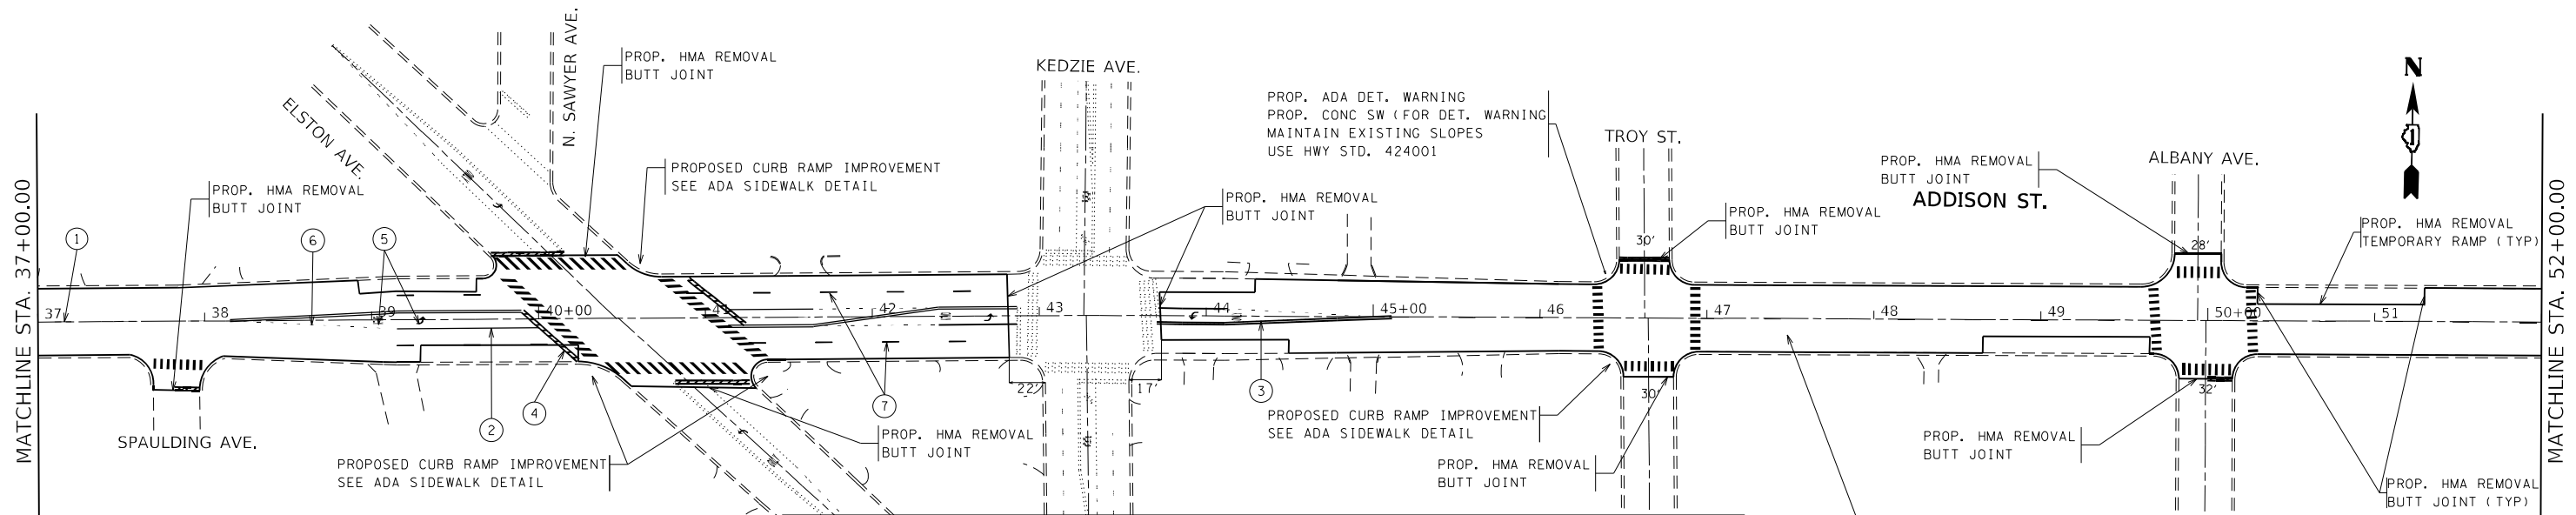 N. SAWYER AVE.
PROP. HMA REMOVAL
BUTT JOINT
KEDZIE AVE.
N
ELSTON AVE.
PROP. ADA DET. WARNING
PROP. CONC SW (FOR DET. WARNING
MAINTAIN EXISTING SLOPES
USE HWY STD. 424001
TROY ST.
ALBANY AVE.
PROP. HMA REMOVAL
BUTT JOINT
ADDISON ST.
1
PROPOSED CURB RAMP IMPROVEMENT
SEE ADA SIDEWALK DETAIL
PROP. HMA REMOVAL
BUTT JOINT
PROP. HMA REMOVAL
BUTT JOINT
PROP. HMA REMOVAL
BUTT JOINT
PROP. HMA REMOVAL
TEMPORARY RAMP (TYP)
MATCHLINE STA. 37+00.00
MATCHLINE STA. 52+00.00
1
6
5
30'
28'
37
38
39
40+00
41
42
43
44
45+00
46
47
48
49
50+00
51
22'
17'
3
30'
32'
2
4
7
SPAULDING AVE.
PROPOSED CURB RAMP IMPROVEMENT
SEE ADA SIDEWALK DETAIL
PROP. HMA REMOVAL
BUTT JOINT
PROPOSED CURB RAMP IMPROVEMENT
SEE ADA SIDEWALK DETAIL
PROP. HMA REMOVAL
BUTT JOINT
PROP. HMA REMOVAL
BUTT JOINT
PROP. HMA REMOVAL
BUTT JOINT (TYP)